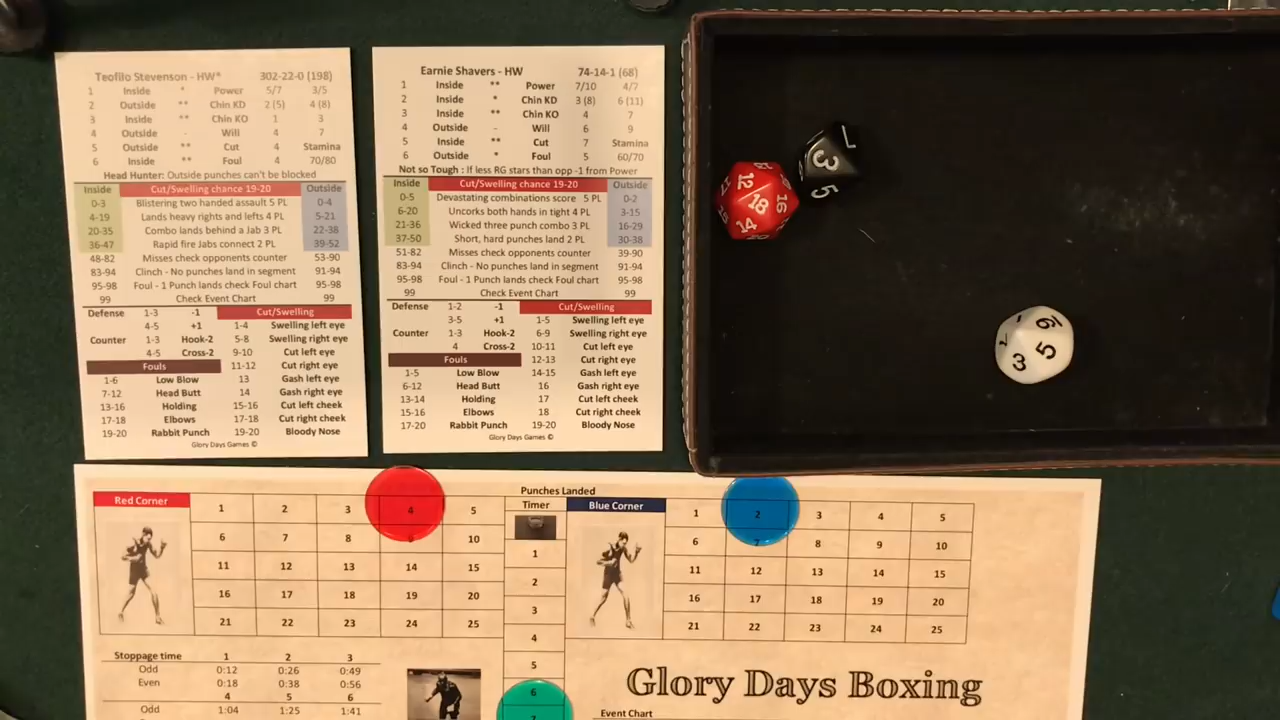 Teofilo Stevenson - HW* 302-22-0 (198)
1 Inside * Power 5/7 3/5
2 Outside ** Chin KD 2 (5) 4 (8)
3 Inside ** Chin KO 1 3
4 Outside - Will 4 7
5 Outside ** Cut 4 Stamina
6 Inside ** Foul 4 70/80
Head Hunter: Outside punches can't be blocked
Inside Cut/Swelling chance 19-20 Outside
0-3 Blistering two handed assault 5 PL 0-4
4-19 Lands heavy rights and lefts 4 PL 5-21
20-35 Combo lands behind a Jab 3 PL 22-38
36-47 Rapid fire Jabs connect 2 PL 39-52
48-82 Misses check opponents counter 53-90
83-94 Clinch - No punches land in segment 91-94
95-98 Foul - 1 Punch lands check Foul chart 95-98
99 Check Event Chart 99
Defense 1-3 -1 Cut/Swelling
4-5 +1 1-4 Swelling left eye
Counter 1-3 Hook-2 5-8 Swelling right eye
4-5 Cross-2 9-10 Cut left eye
Fouls 11-12 Cut right eye
1-6 Low Blow 13 Gash left eye
7-12 Head Butt 14 Gash right eye
13-16 Holding 15-16 Cut left cheek
17-18 Elbows 17-18 Cut right cheek
19-20 Rabbit Punch 19-20 Bloody Nose
Glory Days Games ©
Earnie Shavers - HW 74-14-1 (68)
1 Inside ** Power 7/10 4/7
2 Inside * Chin KD 3 (8) 6 (11)
3 Inside ** Chin KO 4 7
4 Outside - Will 6 9
5 Inside ** Cut 7 Stamina
6 Outside * Foul 5 60/70
Not so Tough : If less RG stars than opp -1 from Power
Inside Cut/Swelling chance 19-20 Outside
0-5 Devastating combinations score 5 PL 0-2
6-20 Uncorks both hands in tight 4 PL 3-15
21-36 Wicked three punch combo 3 PL 16-29
37-50 Short, hard punches land 2 PL 30-38
51-82 Misses check opponents counter 39-90
83-94 Clinch - No punches land in segment 91-94
95-98 Foul - 1 Punch lands check Foul chart 95-98
99 Check Event Chart 99
Defense 1-2 -1 Cut/Swelling
3-5 +1 1-5 Swelling left eye
Counter 1-3 Hook-2 6-9 Swelling right eye
4 Cross-2 10-11 Cut left eye
Fouls 12-13 Cut right eye
1-5 Low Blow 14-15 Gash left eye
6-12 Head Butt 16 Gash right eye
13-14 Holding 17 Cut left cheek
15-16 Elbows 18 Cut right cheek
17-20 Rabbit Punch 19-20 Bloody Nose
Glory Days Games ©
7 3 5
12 18 16 14
3 5
Punches Landed
Red Corner 1 2 3 4 5 Timer Blue Corner 1 2 3 4 5
6 7 8 9 10 1 6 7 8 9 10
11 12 13 14 15 2 11 12 13 14 15
16 17 18 19 20 3 16 17 18 19 20
21 22 23 24 25 4 21 22 23 24 25
5
6
7
Stoppage time 1 2 3
Odd 0:12 0:26 0:49
Even 0:18 0:38 0:56
4 5 6
Odd 1:04 1:25 1:41
Glory Days Boxing
Event Chart